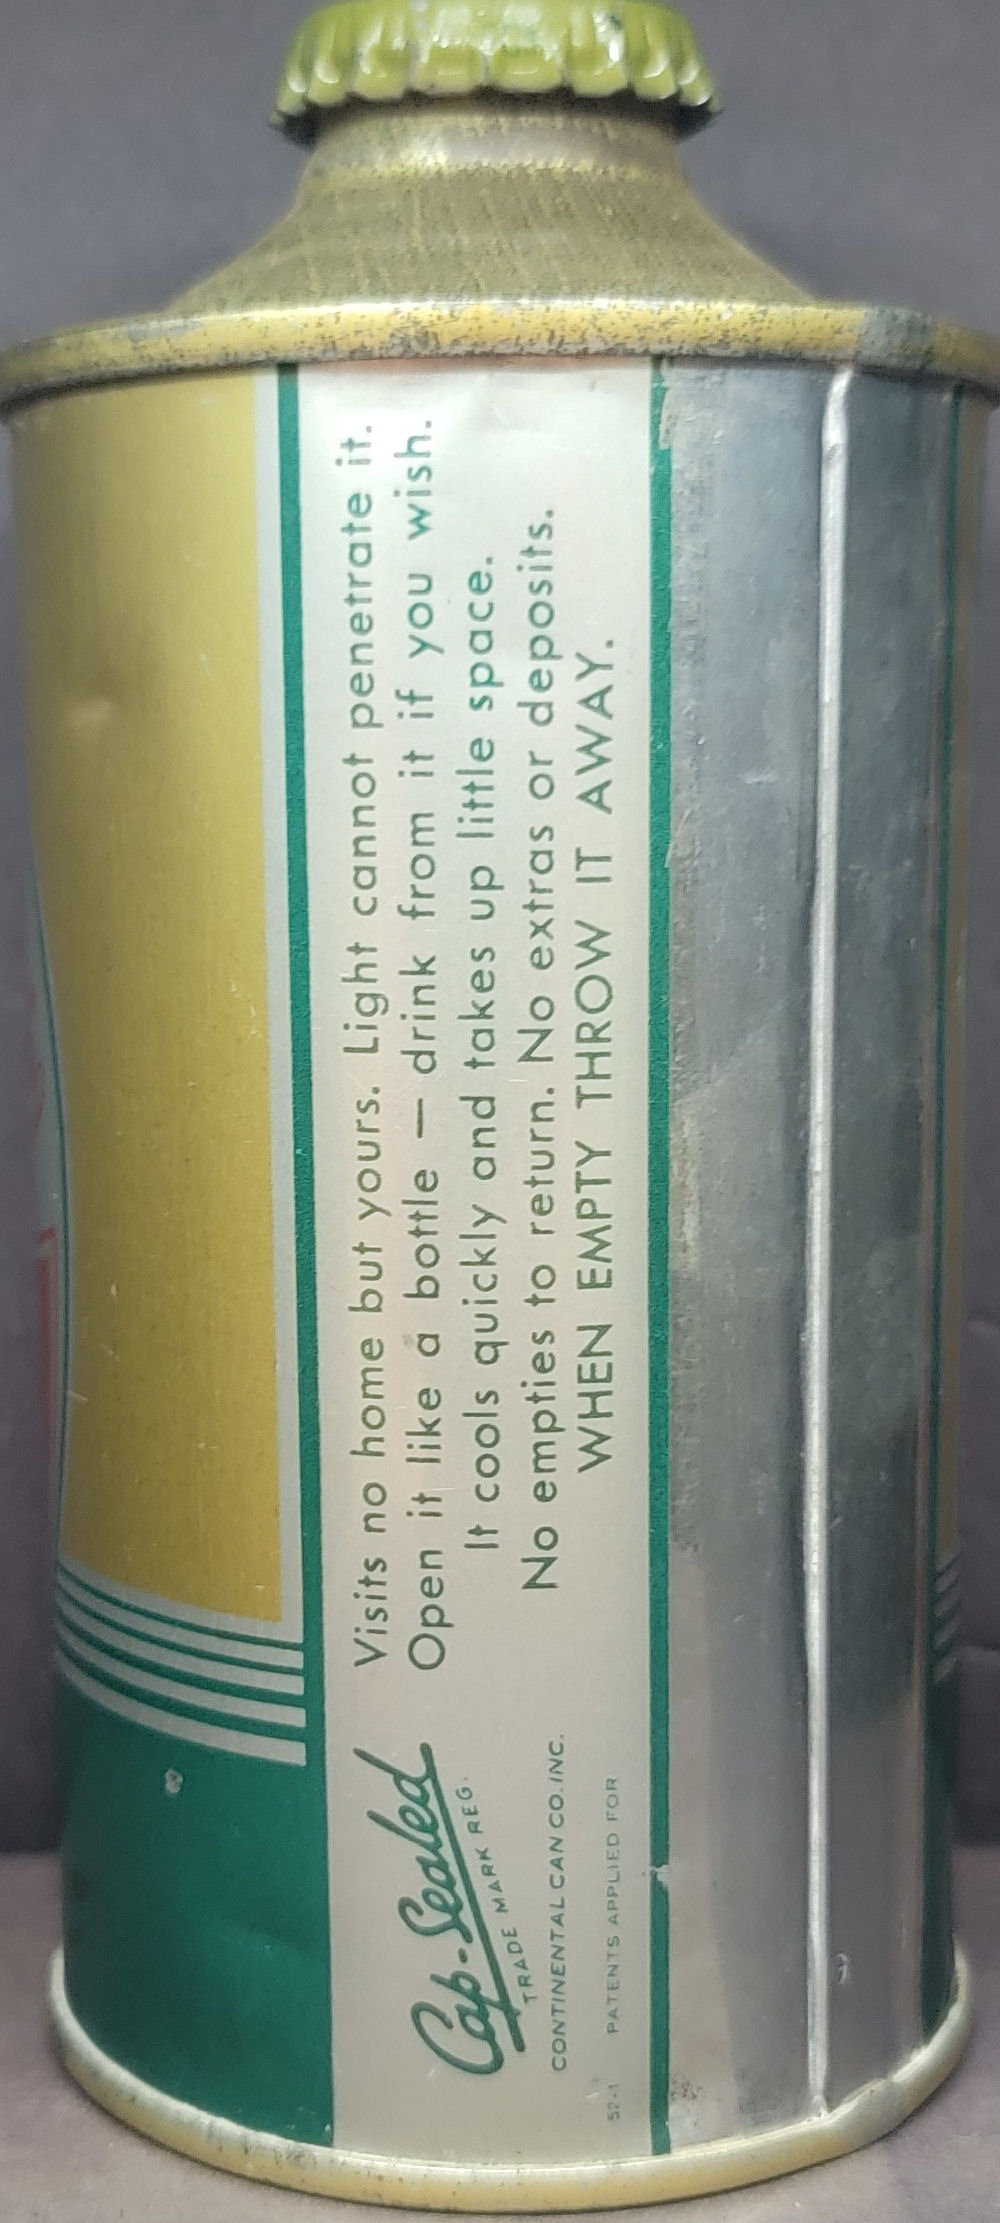 Cap-Sealed
TRADE MARK REG.
CONTINENTAL CAN CO. INC.
52-1 PATENTS APPLIED FOR
Visits no home but yours. Light cannot penetrate it.
Open it like a bottle — drink from it if you wish.
It cools quickly and takes up little space.
No empties to return. No extras or deposits.
WHEN EMPTY THROW IT AWAY.